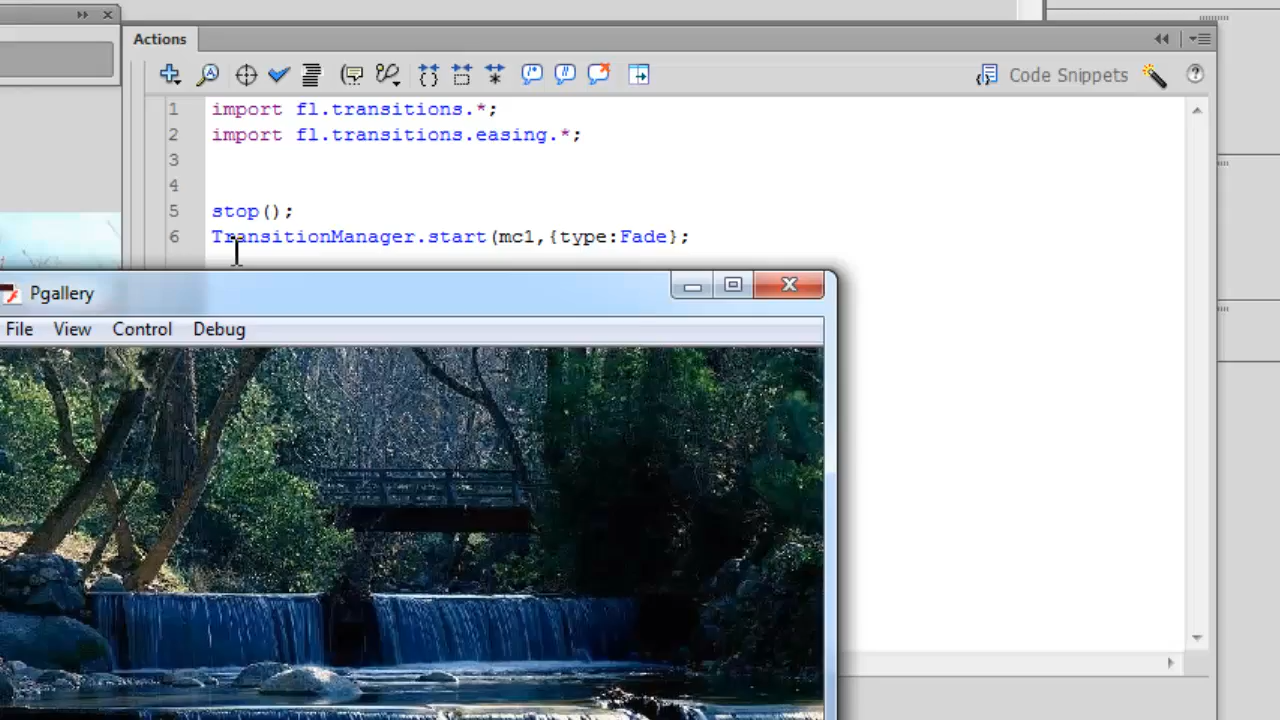 Actions
Code Snippets
1 import fl.transitions.*;
2 import fl.transitions.easing.*;
3
4
5 stop();
6 TransitionManager.start(mc1,{type:Fade};
Pgallery
File View Control Debug